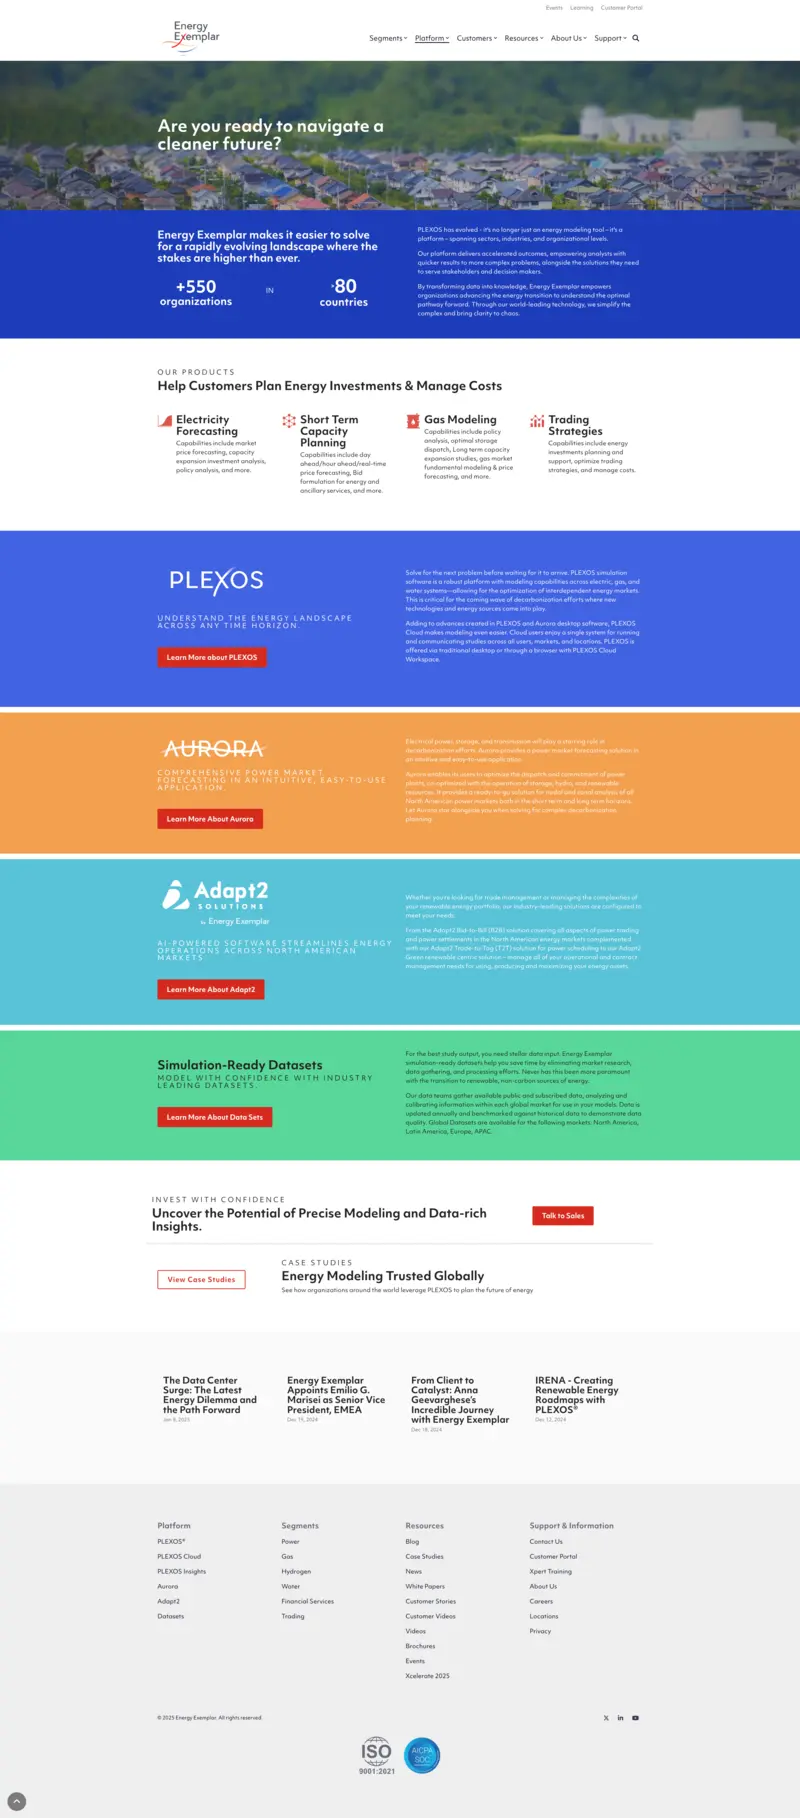 Events Learning Customer Portal
Energy
Exemplar
Segments Platform Customers Resources About Us Support
Are you ready to navigate a
cleaner future?
Energy Exemplar makes it easier to solve
for a rapidly evolving landscape where the
stakes are higher than ever.
+550
organizations
IN
>80
countries
PLEXOS has evolved - it's no longer just an energy modeling tool – it's a
platform – spanning sectors, industries, and organizational levels.
Our platform delivers accelerated outcomes, empowering analysts with
quicker results to more complex problems, alongside the solutions they need
to serve stakeholders and decision makers.
By transforming data into knowledge, Energy Exemplar empowers
organizations advancing the energy transition to understand the optimal
pathway forward. Through our world-leading technology, we simplify the
complex and bring clarity to chaos.
OUR PRODUCTS
Help Customers Plan Energy Investments & Manage Costs
Electricity
Forecasting
Capabilities include market
price forecasting, capacity
expansion investment analysis,
policy analysis, and more.
Short Term
Capacity
Planning
Capabilities include day
ahead/hour ahead/real-time
price forecasting, Bid
formulation for energy and
ancillary services, and more.
Gas Modeling
Capabilities include policy
analysis, optimal storage
dispatch, Long term capacity
expansion studies, gas market
fundamental modeling & price
forecasting, and more.
Trading
Strategies
Capabilities include energy
investments planning and
support, optimize trading
strategies, and manage costs.
PLEXOS
UNDERSTAND THE ENERGY LANDSCAPE
ACROSS ANY TIME HORIZON.
Learn More about PLEXOS
Solve for the next problem before waiting for it to arrive. PLEXOS simulation
software is a robust platform with modeling capabilities across electric, gas, and
water systems—allowing for the optimization of interdependent energy markets.
This is critical for the coming wave of decarbonization efforts where new
technologies and energy sources come into play.
Adding to advances created in PLEXOS and Aurora desktop software, PLEXOS
Cloud makes modeling even easier. Cloud users enjoy a single system for running
and communicating studies across all users, markets, and locations. PLEXOS is
offered via traditional desktop or through a browser with PLEXOS Cloud
Workspace.
AURORA
COMPREHENSIVE POWER MARKET
FORECASTING IN AN INTUITIVE, EASY-TO-USE
APPLICATION.
Learn More About Aurora
Electrical power, storage, and transmission will play a starring role in
decarbonization efforts. Aurora provides a power market forecasting solution in
an intuitive and easy-to-use application.
Aurora enables its users to optimize the dispatch and commitment of power
plants, co-optimized with the operation of storage, hydro, and renewable
resources. It provides a ready-to-go solution for nodal and zonal analysis of all
North American power markets both in the short term and long term horizons.
Let Aurora star alongside you when solving for complex decarbonization
planning.
Adapt2
SOLUTIONS
by Energy Exemplar
AI-POWERED SOFTWARE STREAMLINES ENERGY
OPERATIONS ACROSS NORTH AMERICAN
MARKETS
Learn More About Adapt2
Whether you're looking for trade management or managing the complexities of
your renewable energy portfolio, our industry-leading solutions are configured to
meet your needs.
From the Adapt2 Bid-to-Bill (B2B) solution covering all aspects of power trading
and power settlements in the North American energy markets complemented
with our Adapt2 Trade-to-Tag (T2T) solution for power scheduling to our Adapt2
Green renewable centric solution – manage all of your operational and contract
management needs for using, producing and maximizing your energy assets.
Simulation-Ready Datasets
MODEL WITH CONFIDENCE WITH INDUSTRY
LEADING DATASETS.
Learn More About Data Sets
For the best study output, you need stellar data input. Energy Exemplar
simulation-ready datasets help you save time by eliminating market research,
data gathering, and processing efforts. Never has this been more paramount
with the transition to renewable, non-carbon sources of energy.
Our data teams gather available public and subscribed data, analyzing and
calibrating information within each global market for use in your models. Data is
updated annually and benchmarked against historical data to demonstrate data
quality. Global Datasets are available for the following markets: North America,
Latin America, Europe, APAC.
INVEST WITH CONFIDENCE
Uncover the Potential of Precise Modeling and Data-rich
Insights.
Talk to Sales
View Case Studies
CASE STUDIES
Energy Modeling Trusted Globally
See how organizations around the world leverage PLEXOS to plan the future of energy
The Data Center
Surge: The Latest
Energy Dilemma and
the Path Forward
Jan 8, 2025
Energy Exemplar
Appoints Emilio G.
Marisei as Senior Vice
President, EMEA
Dec 19, 2024
From Client to
Catalyst: Anna
Geevarghese's
Incredible Journey
with Energy Exemplar
Dec 18, 2024
IRENA - Creating
Renewable Energy
Roadmaps with
PLEXOS®
Dec 12, 2024
Platform
PLEXOS®
PLEXOS Cloud
PLEXOS Insights
Aurora
Adapt2
Datasets
Segments
Power
Gas
Hydrogen
Water
Financial Services
Trading
Resources
Blog
Case Studies
News
White Papers
Customer Stories
Customer Videos
Videos
Brochures
Events
Xcelerate 2025
Support & Information
Contact Us
Customer Portal
Xpert Training
About Us
Careers
Locations
Privacy
© 2025 Energy Exemplar. All rights reserved.
ISO
9001:2021
AICPA
SOC